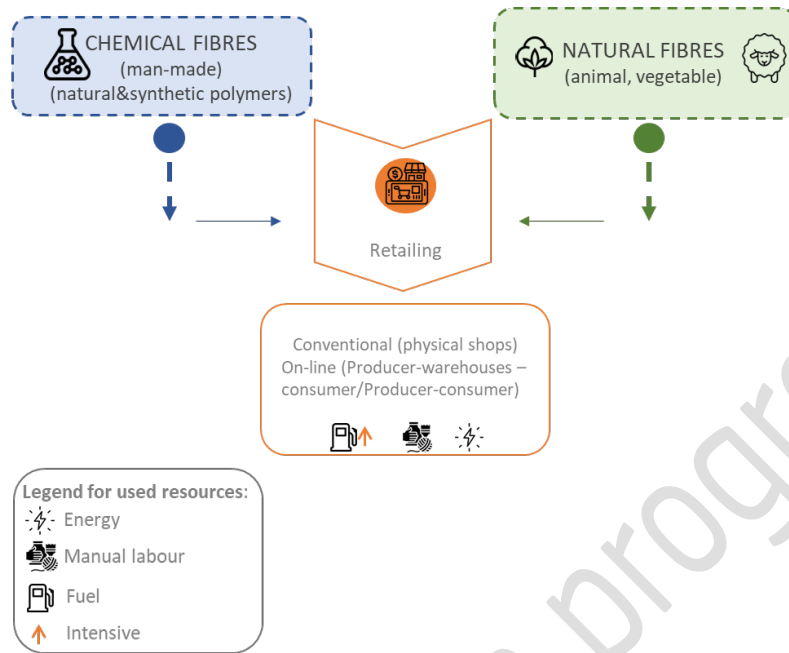 CHEMICAL FIBRES
(man-made)
(natural&synthetic polymers)
NATURAL FIBRES
(animal, vegetable)
Retailing
Conventional (physical shops)
On-line (Producer-warehouses –
consumer/Producer-consumer)
Legend for used resources:
Energy
Manual labour
Fuel
Intensive